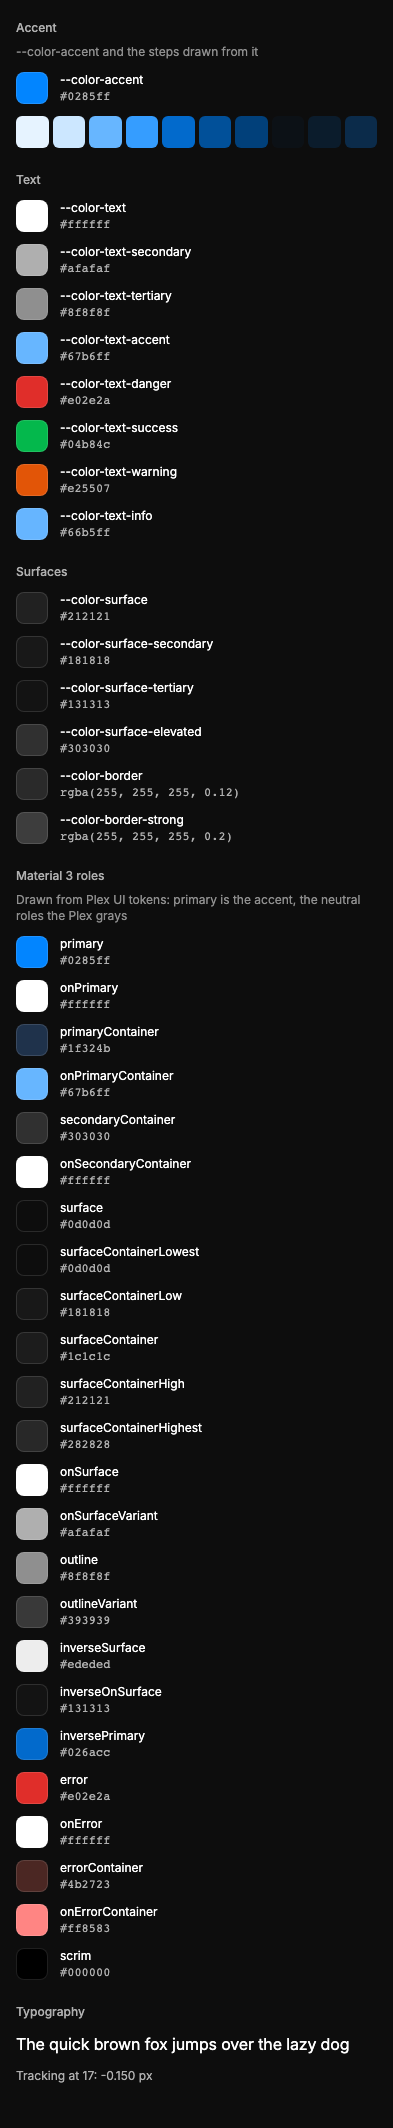 Accent
--color-accent and the steps drawn from it
--color-accent
#0285ff
Text
--color-text
#ffffff
--color-text-secondary
#afafaf
--color-text-tertiary
#8f8f8f
--color-text-accent
#67b6ff
--color-text-danger
#e02e2a
--color-text-success
#04b84c
--color-text-warning
#e25507
--color-text-info
#66b5ff
Surfaces
--color-surface
#212121
--color-surface-secondary
#181818
--color-surface-tertiary
#131313
--color-surface-elevated
#303030
--color-border
rgba(255, 255, 255, 0.12)
--color-border-strong
rgba(255, 255, 255, 0.2)
Material 3 roles
Drawn from Plex UI tokens: primary is the accent, the neutral
roles the Plex grays
primary
#0285ff
onPrimary
#ffffff
primaryContainer
#1f324b
onPrimaryContainer
#67b6ff
secondaryContainer
#303030
onSecondaryContainer
#ffffff
surface
#0d0d0d
surfaceContainerLowest
#0d0d0d
surfaceContainerLow
#181818
surfaceContainer
#1c1c1c
surfaceContainerHigh
#212121
surfaceContainerHighest
#282828
onSurface
#ffffff
onSurfaceVariant
#afafaf
outline
#8f8f8f
outlineVariant
#393939
inverseSurface
#ededed
inverseOnSurface
#131313
inversePrimary
#026acc
error
#e02e2a
onError
#ffffff
errorContainer
#4b2723
onErrorContainer
#ff8583
scrim
#000000
Typography
The quick brown fox jumps over the lazy dog
Tracking at 17: -0.150 px